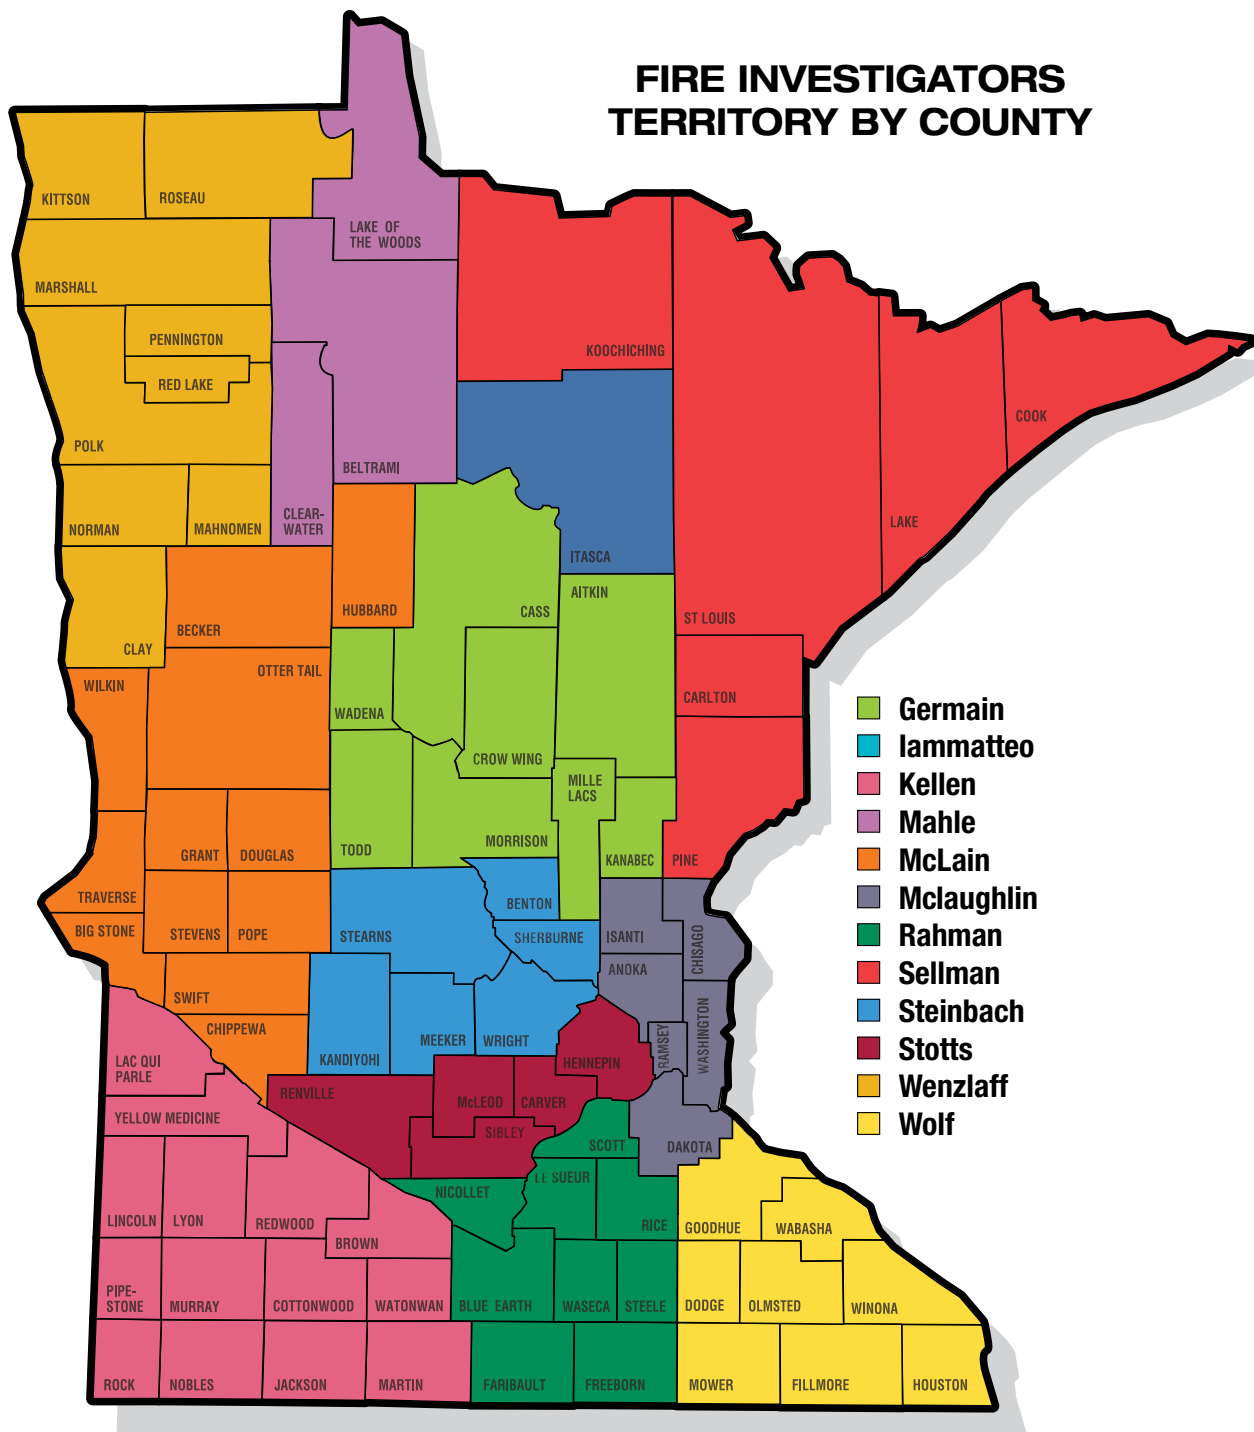 FIRE INVESTIGATORS
TERRITORY BY COUNTY
KITTSON
ROSEAU
LAKE OF
THE WOODS
MARSHALL
PENNINGTON
RED LAKE
KOOCHICHING
POLK
BELTRAMI
COOK
NORMAN
MAHNOMEN
CLEAR-
WATER
LAKE
ITASCA
AITKIN
HUBBARD
CASS
ST LOUIS
BECKER
CLAY
OTTER TAIL
WILKIN
WADENA
CARLTON
CROW WING
MILLE
LACS
GRANT
DOUGLAS
TODD
MORRISON
KANABEC
PINE
TRAVERSE
BIG STONE
STEVENS
POPE
STEARNS
BENTON
SHERBURNE
ISANTI
CHISAGO
ANOKA
SWIFT
CHIPPEWA
KANDIYOHI
MEEKER
WRIGHT
HENNEPIN
RAMSEY
WASHINGTON
LAC QUI
PARLE
RENVILLE
McLEOD
CARVER
YELLOW MEDICINE
SIBLEY
SCOTT
DAKOTA
NICOLLET
LE SUEUR
LINCOLN
LYON
REDWOOD
BROWN
RICE
GOODHUE
WABASHA
PIPE-
STONE
MURRAY
COTTONWOOD
WATONWAN
BLUE EARTH
WASECA
STEELE
DODGE
OLMSTED
WINONA
ROCK
NOBLES
JACKSON
MARTIN
FARIBAULT
FREEBORN
MOWER
FILLMORE
HOUSTON
Germain
Iammatteo
Kellen
Mahle
McLain
Mclaughlin
Rahman
Sellman
Steinbach
Stotts
Wenzlaff
Wolf